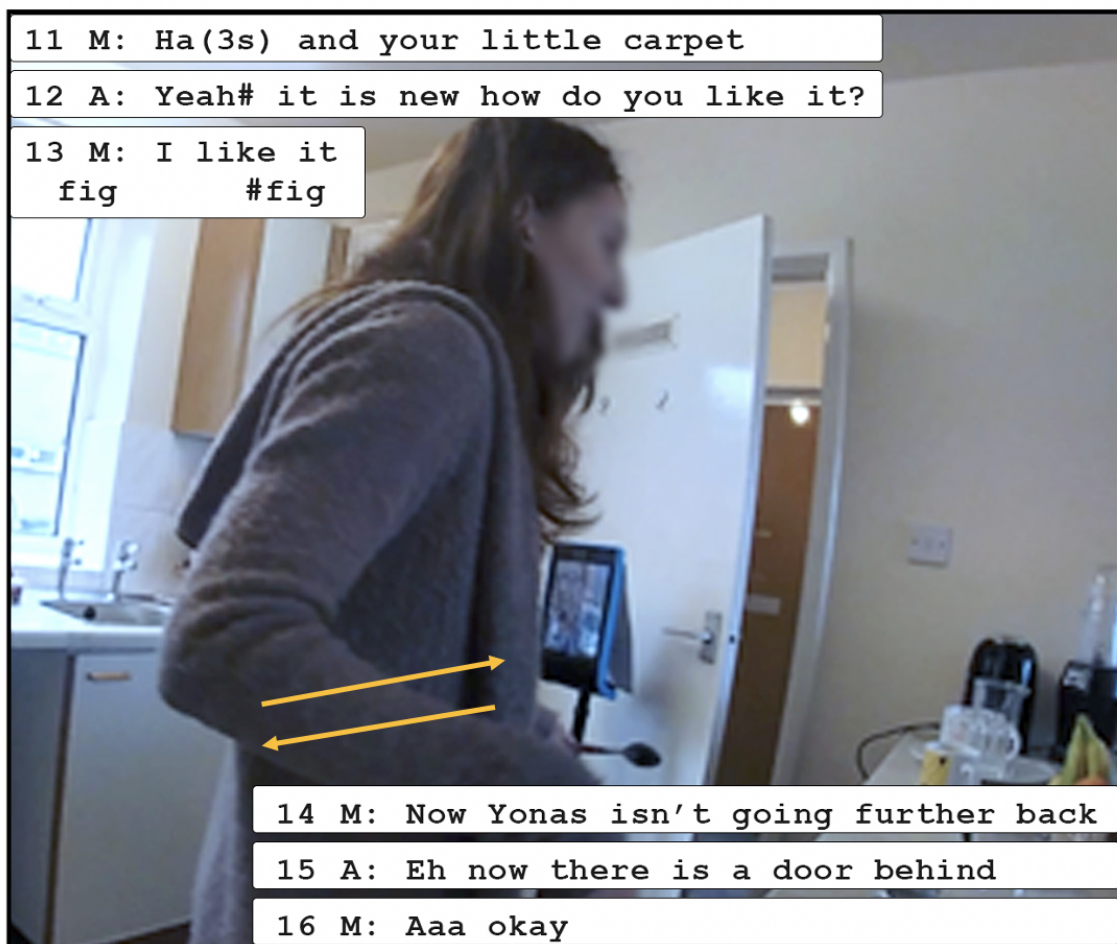 11 M: Ha(3s) and your little carpet
12 A: Yeah# it is new how do you like it?
13 M: I like it
fig #fig
14 M: Now Yonas isn't going further back
15 A: Eh now there is a door behind
16 M: Aaa okay